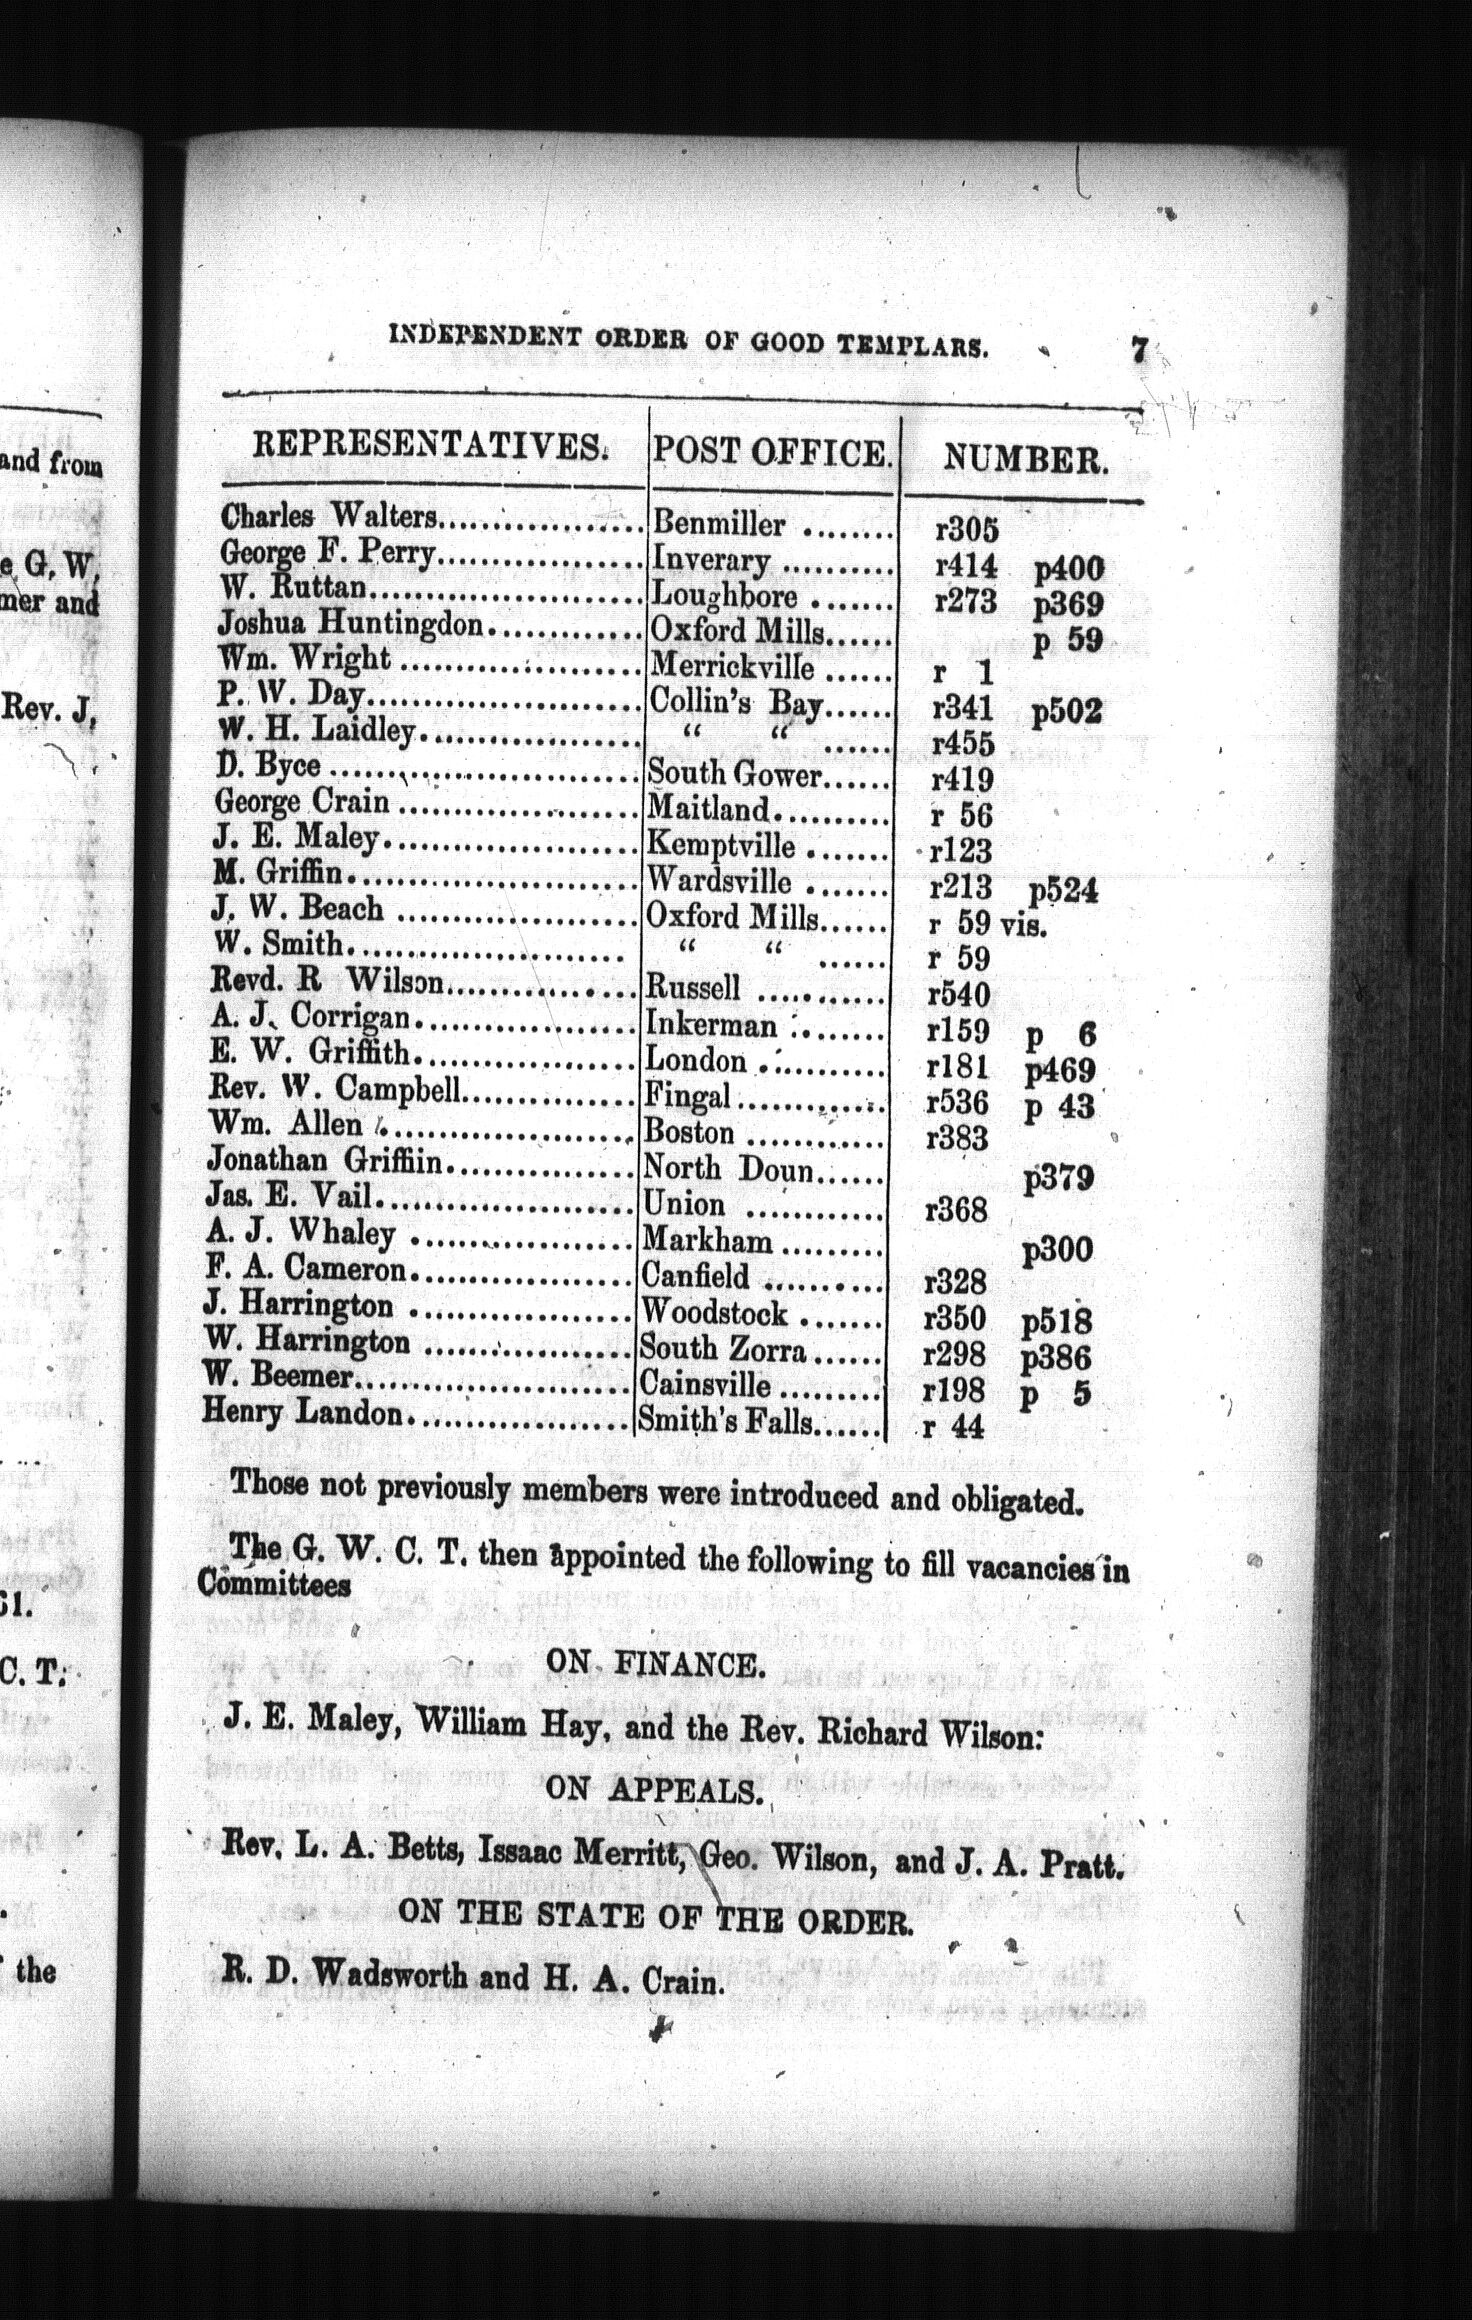 and from
e G. W.
mer and
Rev. J.
61.
C. T.
the
INDEPENDENT ORDER OF GOOD TEMPLARS. 7
REPRESENTATIVES. POST OFFICE. NUMBER.
Charles Walters.................. Benmiller ........ r305
George F. Perry.................. Inverary .......... r414 p400
W. Ruttan....................... Loughbore ....... r273 p369
Joshua Huntingdon............. Oxford Mills...... p 59
Wm. Wright ..................... Merrickville ...... r 1
P. W. Day........................ Collin's Bay...... r341 p502
W. H. Laidley................... “ “ ...... r455
D. Byce ........................... South Gower...... r419
George Crain ..................... Maitland.......... r 56
J. E. Maley...................... Kemptville ....... r123
M. Griffin......................... Wardsville ....... r213 p524
J. W. Beach ..................... Oxford Mills...... r 59 vis.
W. Smith........................ “ “ ...... r 59
Revd. R Wilson................. Russell ........... r540
A. J. Corrigan................... Inkerman ........ r159 p 6
E. W. Griffith................... London ........... r181 p469
Rev. W. Campbell............... Fingal............. r536 p 43
Wm. Allen ...................... Boston ............ r383
Jonathan Griffiin................ North Doun...... p379
Jas. E. Vail...................... Union ............ r368
A. J. Whaley ................... Markham ......... p300
F. A. Cameron................... Canfield .......... r328
J. Harrington ................... Woodstock ....... r350 p518
W. Harrington .................. South Zorra...... r298 p386
W. Beemer........................ Cainsville ......... r198 p 5
Henry Landon................... Smith's Falls...... r 44
Those not previously members were introduced and obligated.
The G. W. C. T. then appointed the following to fill vacancies in
Committees
ON FINANCE.
J. E. Maley, William Hay, and the Rev. Richard Wilson:
ON APPEALS.
Rev. L. A. Betts, Issaac Merritt, Geo. Wilson, and J. A. Pratt.
ON THE STATE OF THE ORDER.
R. D. Wadsworth and H. A. Crain.